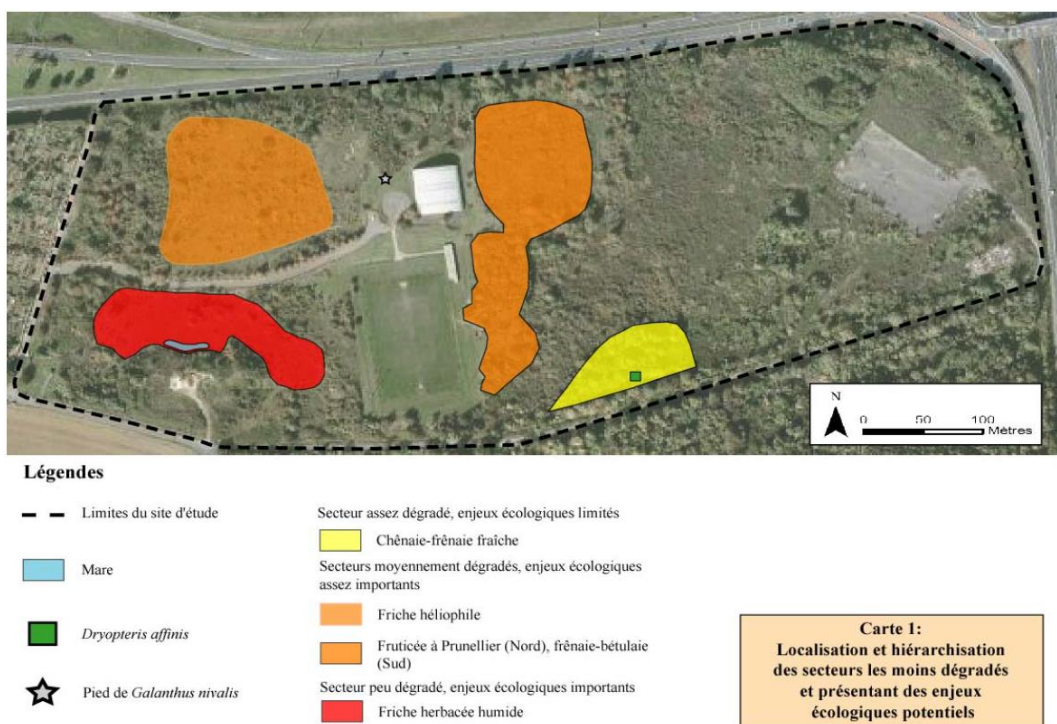 N
0 50 100
Mètres
Légendes
Limites du site d'étude
Mare
Dryopteris affinis
Pied de Galanthus nivalis
Secteur assez dégradé, enjeux écologiques limités
Chênaie-frênaie fraîche
Secteurs moyennement dégradés, enjeux écologiques
assez importants
Friche héliophile
Fruticée à Prunellier (Nord), frênaie-bétulaie
(Sud)
Secteur peu dégradé, enjeux écologiques importants
Friche herbacée humide
Carte 1:
Localisation et hiérarchisation
des secteurs les moins dégradés
et présentant des enjeux
écologiques potentiels